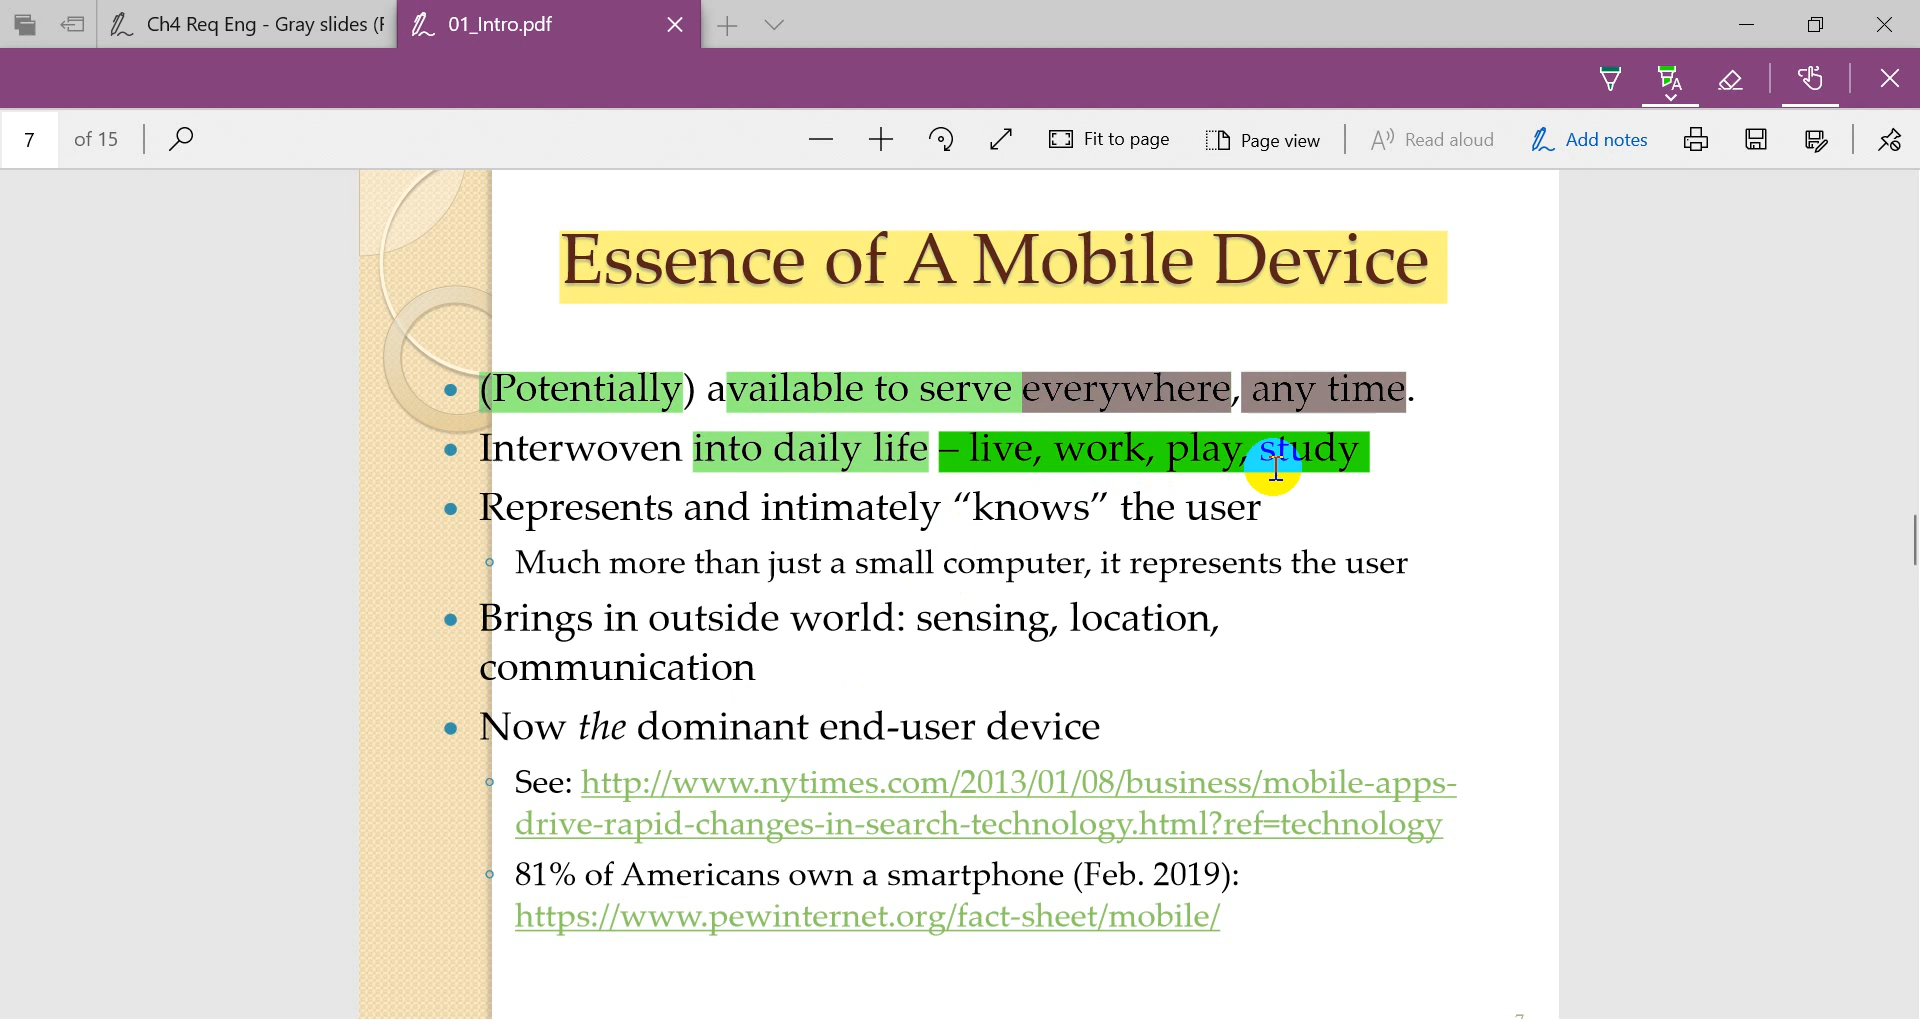 Ch4 Req Eng - Gray slides (F
01_Intro.pdf
7 of 15
Fit to page
Page view
Read aloud
Add notes
Essence of A Mobile Device
(Potentially) available to serve everywhere, any time.
Interwoven into daily life – live, work, play, study
Represents and intimately “knows” the user
Much more than just a small computer, it represents the user
Brings in outside world: sensing, location,
communication
Now the dominant end-user device
See: http://www.nytimes.com/2013/01/08/business/mobile-apps-
drive-rapid-changes-in-search-technology.html?ref=technology
81% of Americans own a smartphone (Feb. 2019):
https://www.pewinternet.org/fact-sheet/mobile/